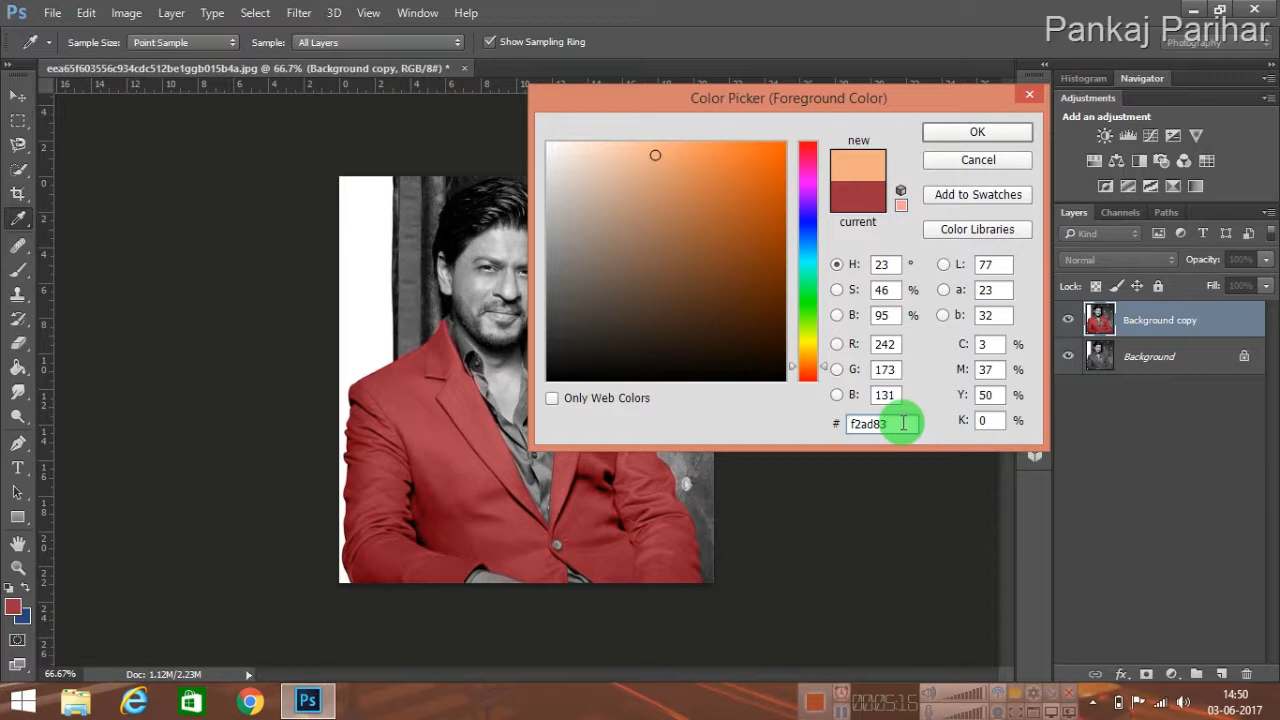 Ps File Edit Image Layer Type Select Filter 3D View Window Help
Pankaj Parihar
Sample Size: Point Sample Sample: All Layers Show Sampling Ring
Photography
eea65f603556c934cdc512be1ggb015b4a.jpg @ 66.7% (Background copy, RGB/8#) *
Color Picker (Foreground Color)
new
current
OK
Cancel
Add to Swatches
Color Libraries
H: 23 ° L: 77
S: 46 % a: 23
B: 95 % b: 32
R: 242 C: 3 %
G: 173 M: 37 %
B: 131 Y: 50 %
# f2ad83 K: 0 %
Only Web Colors
Histogram Navigator
Adjustments
Add an adjustment
Layers Channels Paths
Kind
Normal Opacity: 100%
Lock: Fill: 100%
Background copy
Background
66.67% Doc: 1.12M/2.23M
Ps
00:05:15
14:50
03-06-2017